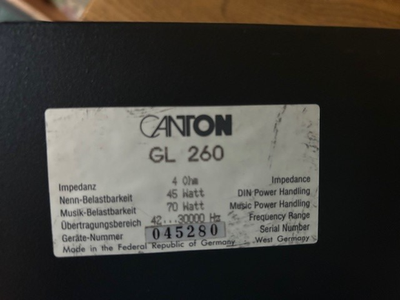 CANTON
GL 260
Impedanz 4 Ohm Impedance
Nenn-Belastbarkeit 45 Watt DIN Power Handling
Musik-Belastbarkeit 70 Watt Music Power Handling
Übertragungsbereich 42...30000 Hz Frequency Range
Geräte-Nummer 045280 Serial Number
Made in the Federal Republic of Germany West Germany